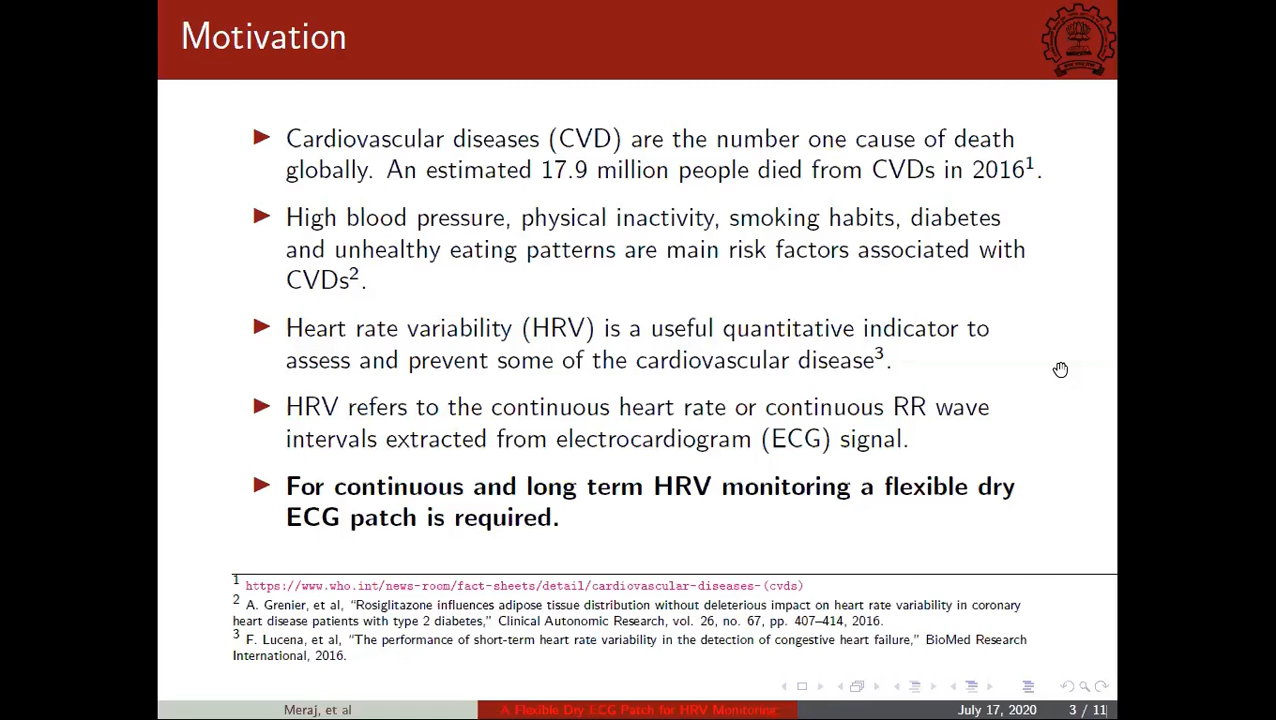 Motivation
Cardiovascular diseases (CVD) are the number one cause of death
globally. An estimated 17.9 million people died from CVDs in 2016¹.
High blood pressure, physical inactivity, smoking habits, diabetes
and unhealthy eating patterns are main risk factors associated with
CVDs².
Heart rate variability (HRV) is a useful quantitative indicator to
assess and prevent some of the cardiovascular disease³.
HRV refers to the continuous heart rate or continuous RR wave
intervals extracted from electrocardiogram (ECG) signal.
For continuous and long term HRV monitoring a flexible dry
ECG patch is required.
¹ https://www.who.int/news-room/fact-sheets/detail/cardiovascular-diseases-(cvds)
² A. Grenier, et al, “Rosiglitazone influences adipose tissue distribution without deleterious impact on heart rate variability in coronary
heart disease patients with type 2 diabetes,” Clinical Autonomic Research, vol. 26, no. 67, pp. 407–414, 2016.
³ F. Lucena, et al, “The performance of short-term heart rate variability in the detection of congestive heart failure,” BioMed Research
International, 2016.
Meraj, et al
A Flexible Dry ECG Patch for HRV Monitoring
July 17, 2020
3 / 11